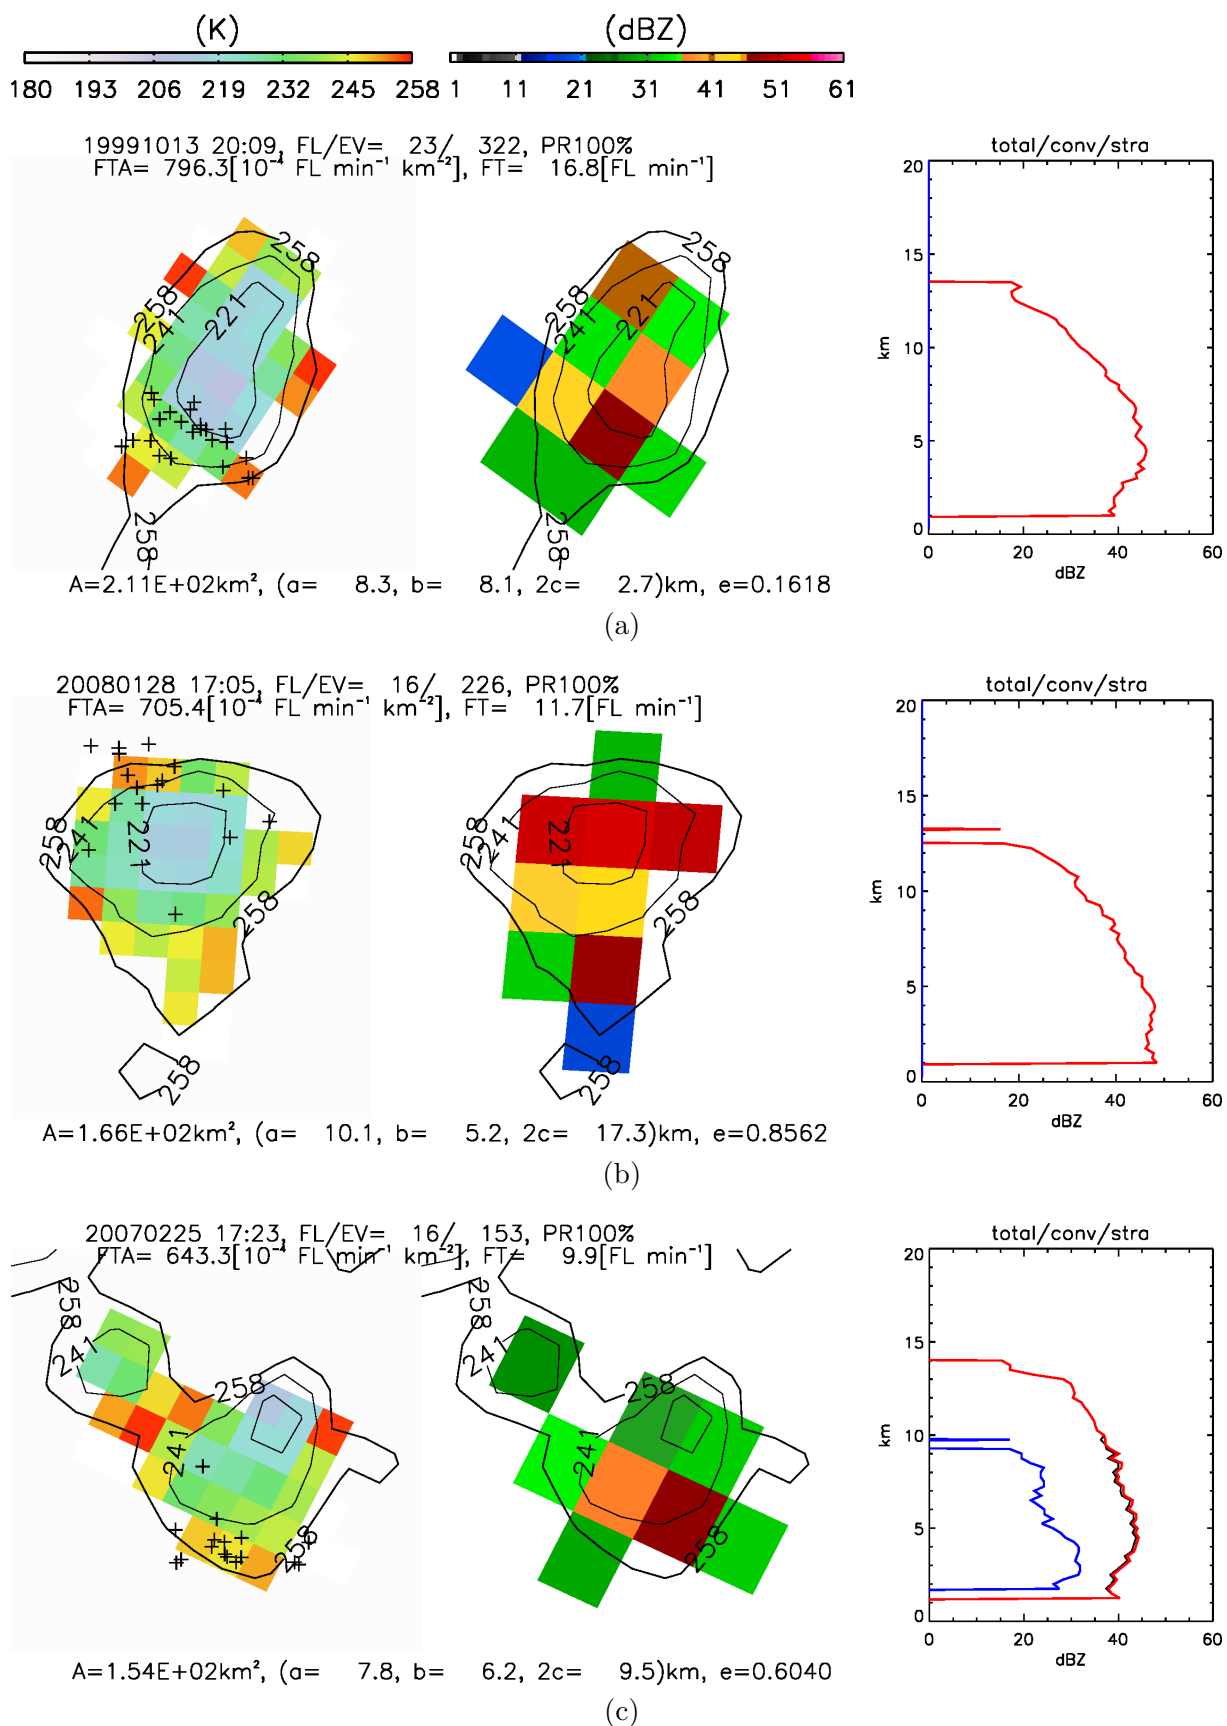 (K) (dBZ)
180 193 206 219 232 245 258 1 11 21 31 41 51 61
19991013 20:09, FL/EV= 23/ 322, PR100%
FTA= 796.3[10⁻⁴ FL min⁻¹ km⁻²], FT= 16.8[FL min⁻¹]
total/conv/stra
258 258 241 221 258
258 258 241 221 258
20
15
10
5
0
km
0 20 40 60
dBZ
A=2.11E+02km², (a= 8.3, b= 8.1, 2c= 2.7)km, e=0.1618
(a)
20080128 17:05, FL/EV= 16/ 226, PR100%
FTA= 705.4[10⁻⁴ FL min⁻¹ km⁻²], FT= 11.7[FL min⁻¹]
total/conv/stra
258 241 221 258 258
258 241 221 258 258
20
15
10
5
0
km
0 20 40 60
dBZ
A=1.66E+02km², (a= 10.1, b= 5.2, 2c= 17.3)km, e=0.8562
(b)
20070225 17:23, FL/EV= 16/ 153, PR100%
FTA= 643.3[10⁻⁴ FL min⁻¹ km⁻²], FT= 9.9[FL min⁻¹]
total/conv/stra
258 241 258 241 258
258 241 258 241 258
20
15
10
5
0
km
0 20 40 60
dBZ
A=1.54E+02km², (a= 7.8, b= 6.2, 2c= 9.5)km, e=0.6040
(c)